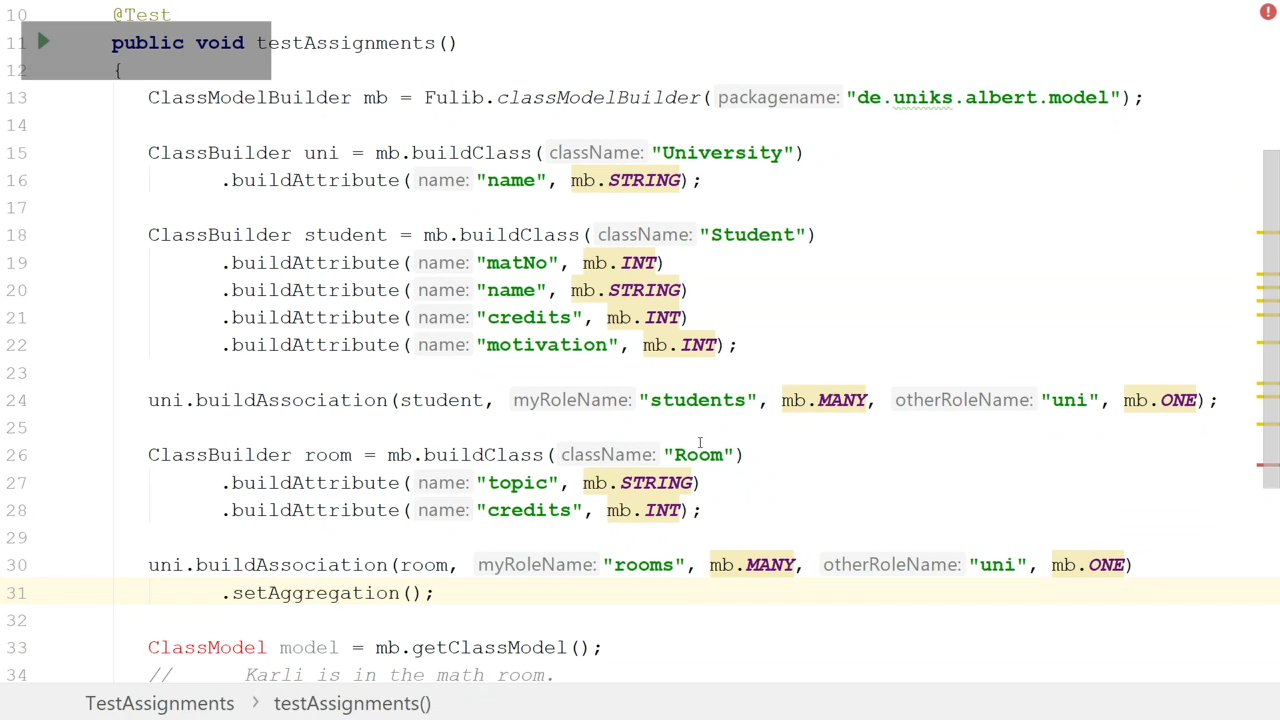 10 @Test
11 public void testAssignments()
12 {
13 ClassModelBuilder mb = Fulib.classModelBuilder( packagename: "de.uniks.albert.model");
14
15 ClassBuilder uni = mb.buildClass( className: "University")
16 .buildAttribute( name: "name", mb.STRING);
17
18 ClassBuilder student = mb.buildClass( className: "Student")
19 .buildAttribute( name: "matNo", mb.INT)
20 .buildAttribute( name: "name", mb.STRING)
21 .buildAttribute( name: "credits", mb.INT)
22 .buildAttribute( name: "motivation", mb.INT);
23
24 uni.buildAssociation(student, myRoleName: "students", mb.MANY, otherRoleName: "uni", mb.ONE);
25
26 ClassBuilder room = mb.buildClass( className: "Room")
27 .buildAttribute( name: "topic", mb.STRING)
28 .buildAttribute( name: "credits", mb.INT);
29
30 uni.buildAssociation(room, myRoleName: "rooms", mb.MANY, otherRoleName: "uni", mb.ONE)
31 .setAggregation();
32
33 ClassModel model = mb.getClassModel();
34 // Karli is in the math room.
TestAssignments > testAssignments()